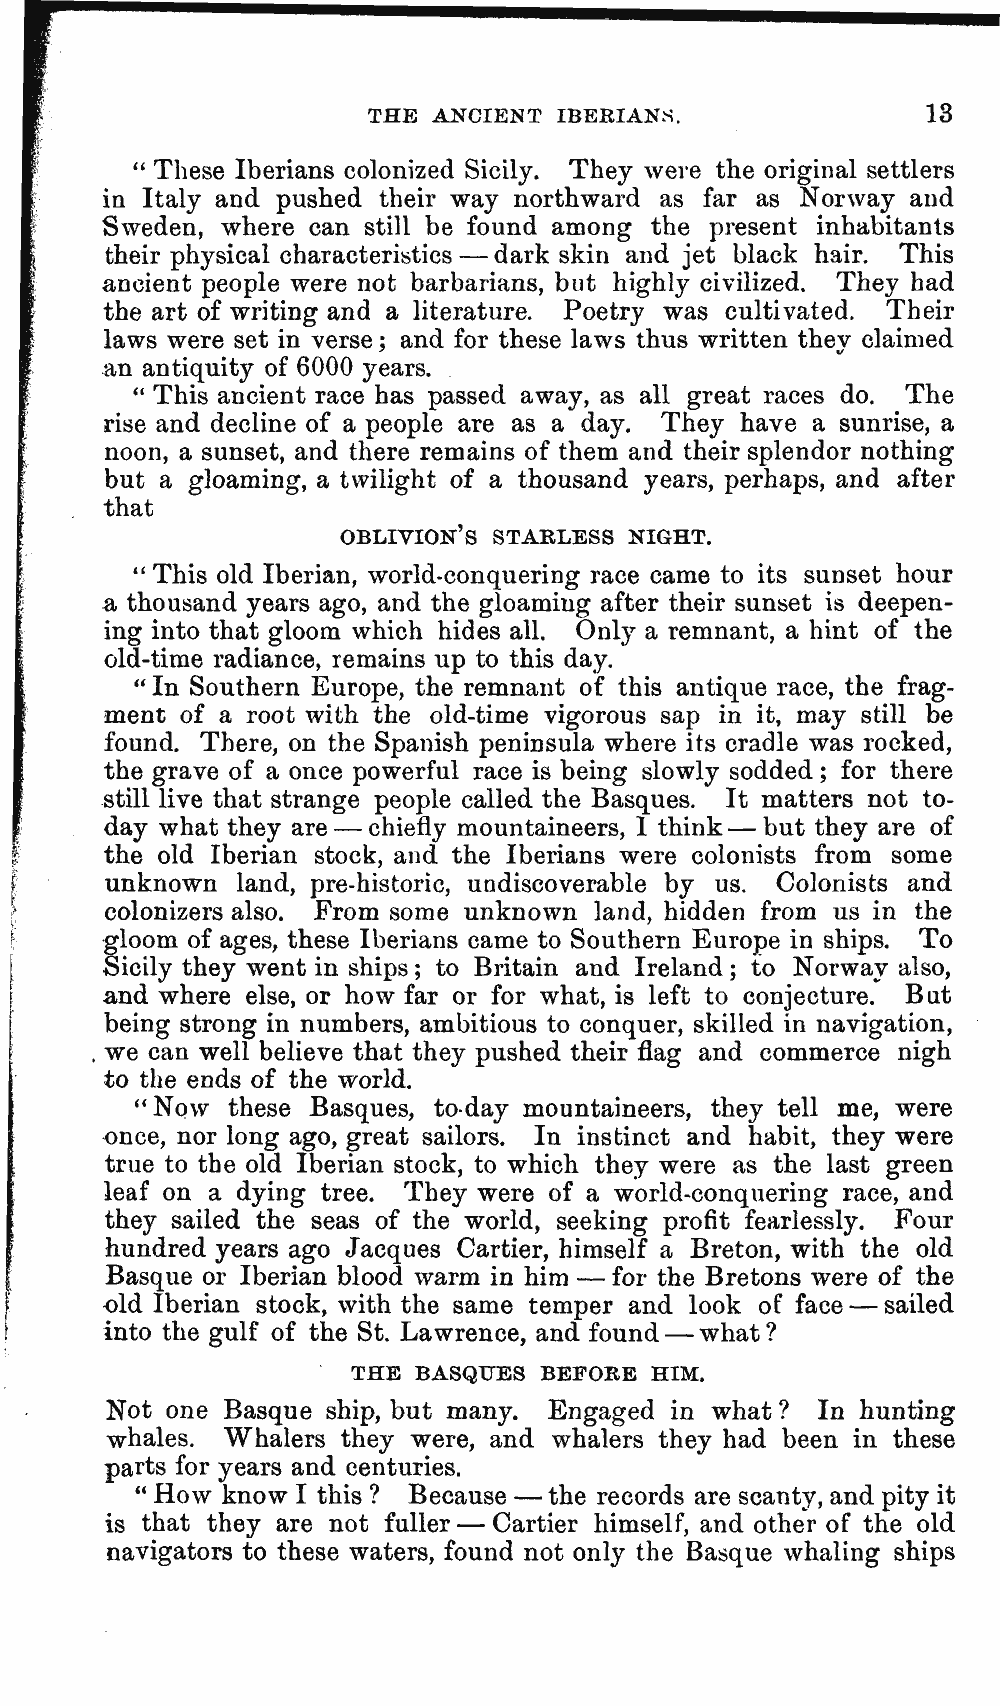 THE ANCIENT IBERIANS. 13
“ These Iberians colonized Sicily. They were the original settlers
in Italy and pushed their way northward as far as Norway and
Sweden, where can still be found among the present inhabitants
their physical characteristics — dark skin and jet black hair. This
ancient people were not barbarians, but highly civilized. They had
the art of writing and a literature. Poetry was cultivated. Their
laws were set in verse ; and for these laws thus written they claimed
an antiquity of 6000 years.
“ This ancient race has passed away, as all great races do. The
rise and decline of a people are as a day. They have a sunrise, a
noon, a sunset, and there remains of them and their splendor nothing
but a gloaming, a twilight of a thousand years, perhaps, and after
that
OBLIVION’S STARLESS NIGHT.
“ This old Iberian, world-conquering race came to its sunset hour
a thousand years ago, and the gloaming after their sunset is deepen-
ing into that gloom which hides all. Only a remnant, a hint of the
old-time radiance, remains up to this day.
“ In Southern Europe, the remnant of this antique race, the frag-
ment of a root with the old-time vigorous sap in it, may still be
found. There, on the Spanish peninsula where its cradle was rocked,
the grave of a once powerful race is being slowly sodded ; for there
still live that strange people called the Basques. It matters not to-
day what they are — chiefly mountaineers, I think — but they are of
the old Iberian stock, and the Iberians were colonists from some
unknown land, pre-historic, undiscoverable by us. Colonists and
colonizers also. From some unknown land, hidden from us in the
gloom of ages, these Iberians came to Southern Europe in ships. To
Sicily they went in ships ; to Britain and Ireland ; to Norway also,
and where else, or how far or for what, is left to conjecture. But
being strong in numbers, ambitious to conquer, skilled in navigation,
we can well believe that they pushed their flag and commerce nigh
to the ends of the world.
“ Now these Basques, to-day mountaineers, they tell me, were
once, nor long ago, great sailors. In instinct and habit, they were
true to the old Iberian stock, to which they were as the last green
leaf on a dying tree. They were of a world-conquering race, and
they sailed the seas of the world, seeking profit fearlessly. Four
hundred years ago Jacques Cartier, himself a Breton, with the old
Basque or Iberian blood warm in him — for the Bretons were of the
old Iberian stock, with the same temper and look of face — sailed
into the gulf of the St. Lawrence, and found — what ?
THE BASQUES BEFORE HIM.
Not one Basque ship, but many. Engaged in what ? In hunting
whales. Whalers they were, and whalers they had been in these
parts for years and centuries.
“ How know I this ? Because — the records are scanty, and pity it
is that they are not fuller — Cartier himself, and other of the old
navigators to these waters, found not only the Basque whaling ships